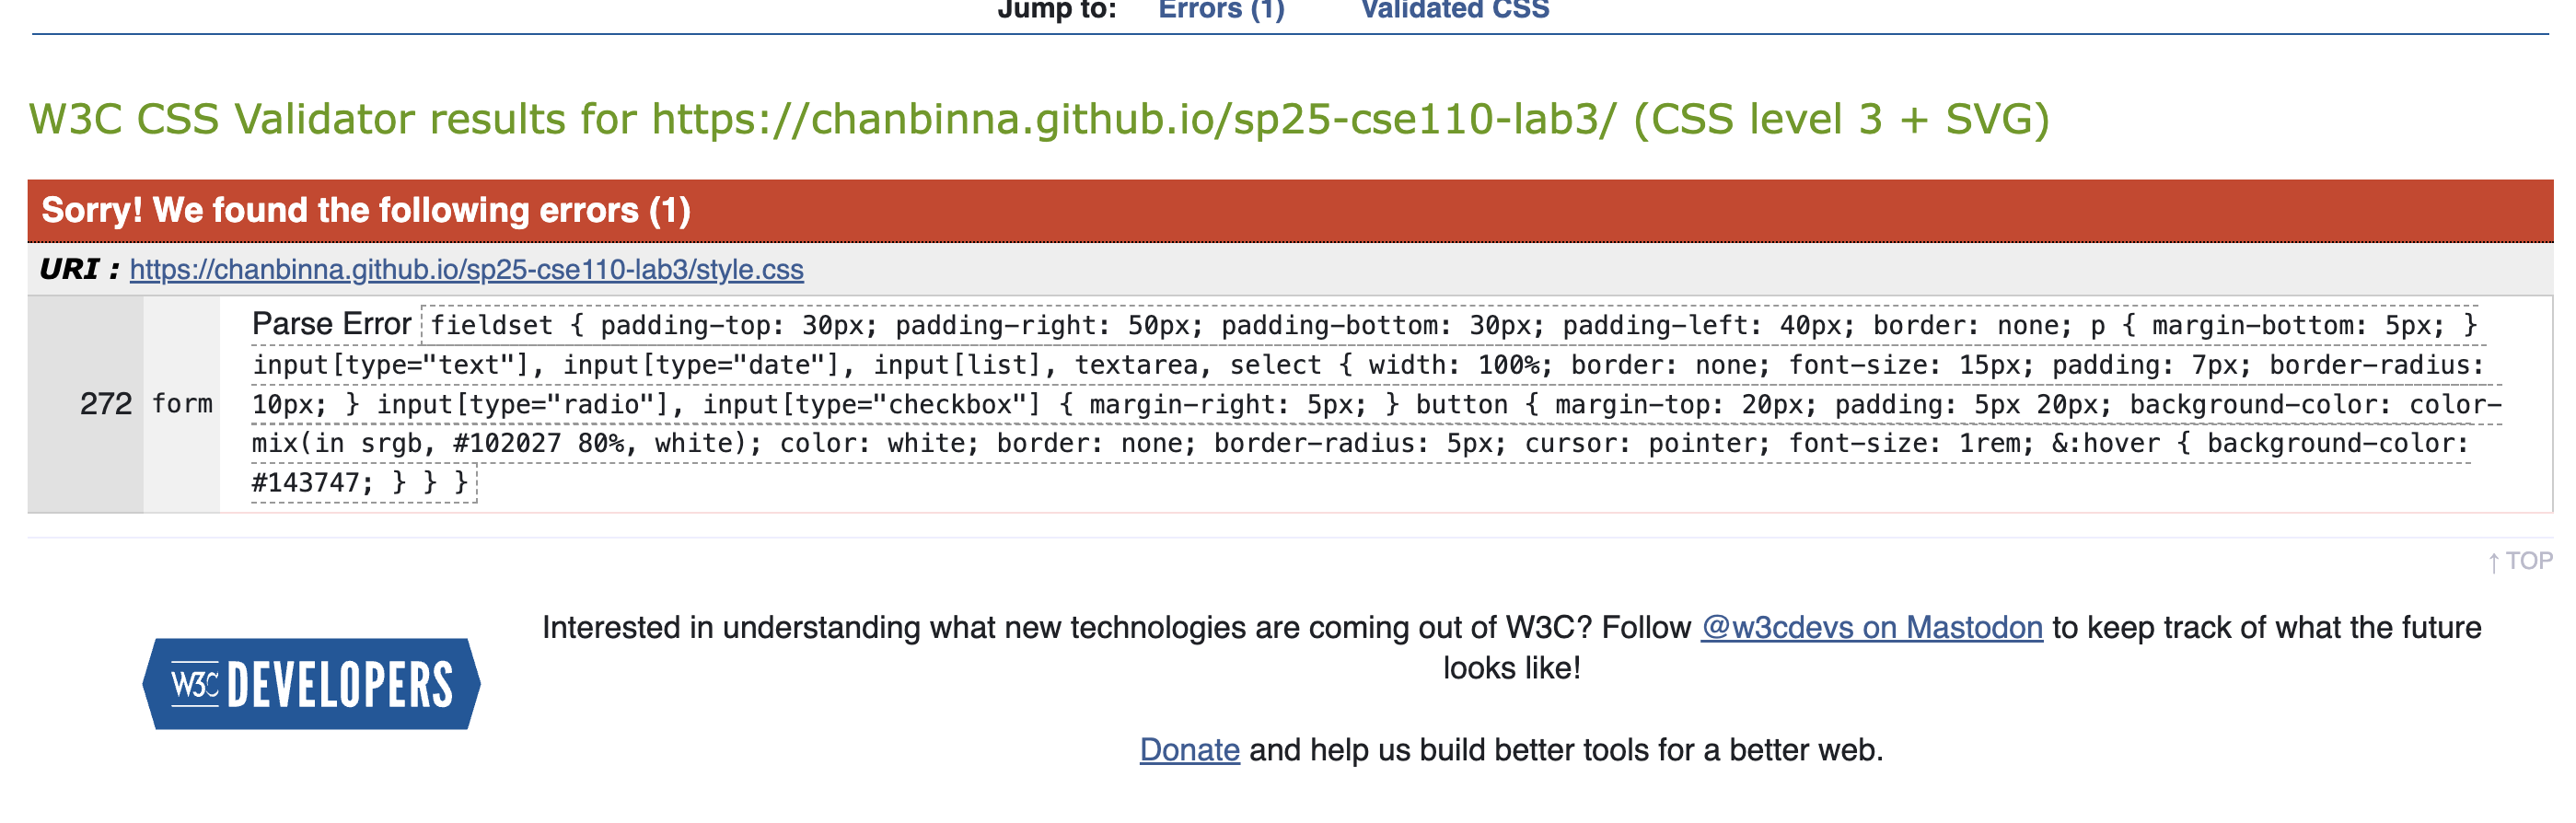 Jump to: Errors (1) Validated CSS
W3C CSS Validator results for https://chanbinna.github.io/sp25-cse110-lab3/ (CSS level 3 + SVG)
Sorry! We found the following errors (1)
URI : https://chanbinna.github.io/sp25-cse110-lab3/style.css
Parse Error fieldset { padding-top: 30px; padding-right: 50px; padding-bottom: 30px; padding-left: 40px; border: none; p { margin-bottom: 5px; }
input[type="text"], input[type="date"], input[list], textarea, select { width: 100%; border: none; font-size: 15px; padding: 7px; border-radius:
272 form 10px; } input[type="radio"], input[type="checkbox"] { margin-right: 5px; } button { margin-top: 20px; padding: 5px 20px; background-color: color-
mix(in srgb, #102027 80%, white); color: white; border: none; border-radius: 5px; cursor: pointer; font-size: 1rem; &:hover { background-color:
#143747; } } }
↑ TOP
Interested in understanding what new technologies are coming out of W3C? Follow @w3cdevs on Mastodon to keep track of what the future
looks like!
W3C DEVELOPERS
Donate and help us build better tools for a better web.